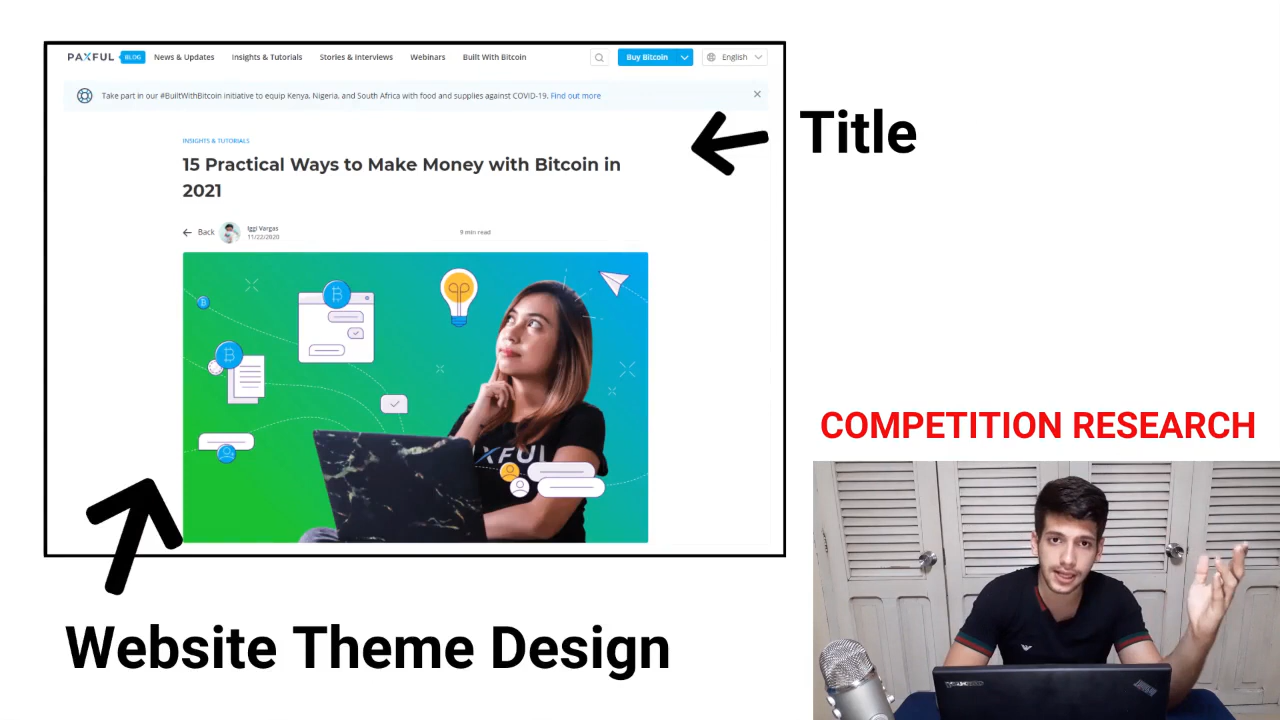 PAXFUL BLOG News & Updates Insights & Tutorials Stories & Interviews Webinars Built With Bitcoin Buy Bitcoin English
Take part in our #BuiltWithBitcoin initiative to equip Kenya, Nigeria, and South Africa with food and supplies against COVID-19. Find out more
Title
INSIGHTS & TUTORIALS
15 Practical Ways to Make Money with Bitcoin in
2021
Back Iggi Vargas
11/22/2020
9 min read
XFUL
COMPETITION RESEARCH
Website Theme Design